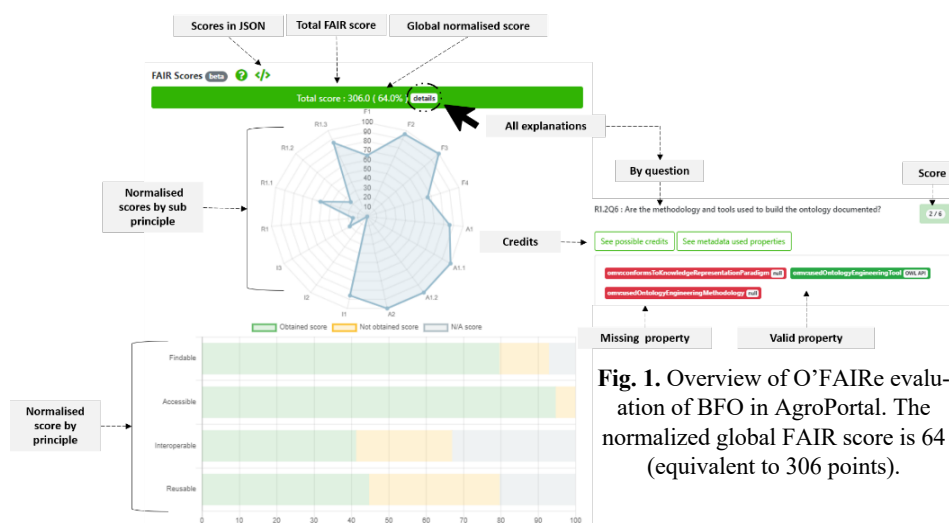 Scores in JSON
Total FAIR score
Global normalised score
FAIR Scores beta ? </>
Total score : 306.0 ( 64.0%) details
F1
F2
F3
F4
A1
A1.1
A1.2
A2
I1
I2
I3
R1
R1.1
R1.2
R1.3
100
90
80
70
60
50
40
30
20
10
Normalised
scores by sub
principle
All explanations
By question
Score
R1.2Q6 : Are the methodology and tools used to build the ontology documented?
2 / 6
Credits
See possible credits
See metadata used properties
omv:conformsToKnowledgeRepresentationParadigm null
omv:usedOntologyEngineeringTool OWL API
omv:usedOntologyEngineeringMethodology null
Missing property
Valid property
Obtained score
Not obtained score
N/A score
Findable
Accessible
Interoperable
Reusable
0 10 20 30 40 50 60 70 80 90 100
Normalised
score by
principle
Fig. 1. Overview of O’FAIRe evalu-
ation of BFO in AgroPortal. The
normalized global FAIR score is 64
(equivalent to 306 points).